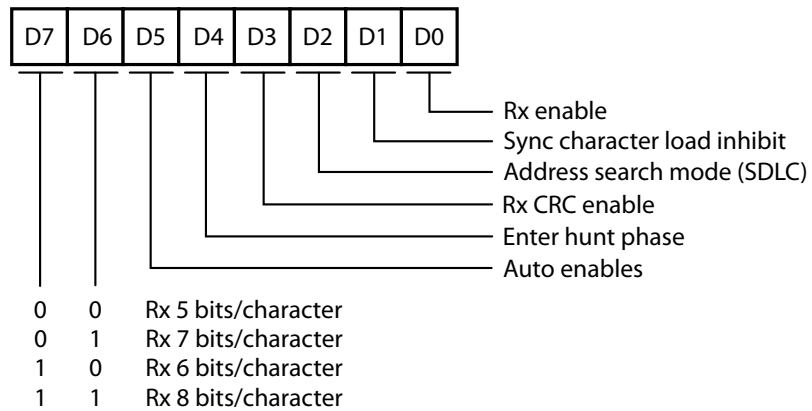 D7 D6 D5 D4 D3 D2 D1 D0
Rx enable
Sync character load inhibit
Address search mode (SDLC)
Rx CRC enable
Enter hunt phase
Auto enables
0 0 Rx 5 bits/character
0 1 Rx 7 bits/character
1 0 Rx 6 bits/character
1 1 Rx 8 bits/character